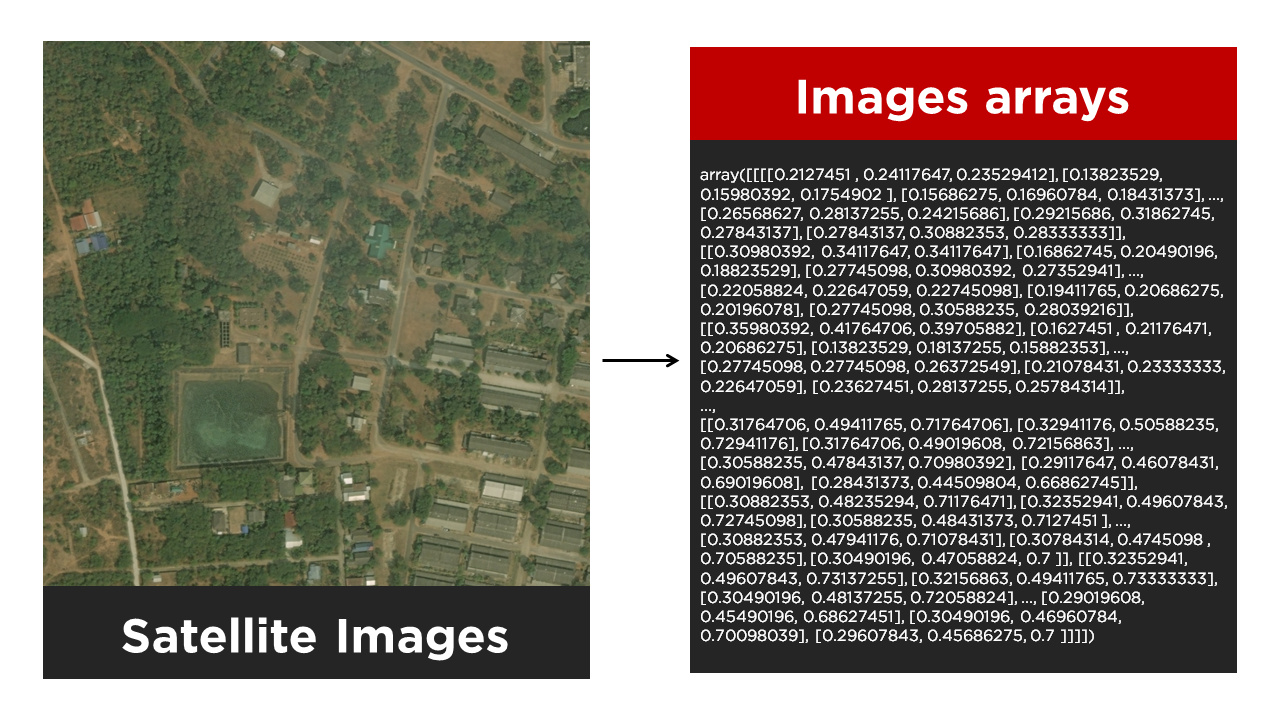 Satellite Images
Images arrays
array([[[[0.2127451 , 0.24117647, 0.23529412], [0.13823529,
0.15980392, 0.1754902 ], [0.15686275, 0.16960784, 0.18431373], ...,
[0.26568627, 0.28137255, 0.24215686], [0.29215686, 0.31862745,
0.27843137], [0.27843137, 0.30882353, 0.28333333]],
[[0.30980392, 0.34117647, 0.34117647], [0.16862745, 0.20490196,
0.18823529], [0.27745098, 0.30980392, 0.27352941], ...,
[0.22058824, 0.22647059, 0.22745098], [0.19411765, 0.20686275,
0.20196078], [0.27745098, 0.30588235, 0.28039216]],
[[0.35980392, 0.41764706, 0.39705882], [0.1627451 , 0.21176471,
0.20686275], [0.13823529, 0.18137255, 0.15882353], ...,
[0.27745098, 0.27745098, 0.26372549], [0.21078431, 0.23333333,
0.22647059], [0.23627451, 0.28137255, 0.25784314]],
...,
[[0.31764706, 0.49411765, 0.71764706], [0.32941176, 0.50588235,
0.72941176], [0.31764706, 0.49019608, 0.72156863], ...,
[0.30588235, 0.47843137, 0.70980392], [0.29117647, 0.46078431,
0.69019608], [0.28431373, 0.44509804, 0.66862745]],
[[0.30882353, 0.48235294, 0.71176471], [0.32352941, 0.49607843,
0.72745098], [0.30588235, 0.48431373, 0.7127451 ], ...,
[0.30882353, 0.47941176, 0.71078431], [0.30784314, 0.4745098 ,
0.70588235], [0.30490196, 0.47058824, 0.7 ]], [[0.32352941,
0.49607843, 0.73137255], [0.32156863, 0.49411765, 0.73333333],
[0.30490196, 0.48137255, 0.72058824], ..., [0.29019608,
0.45490196, 0.68627451], [0.30490196, 0.46960784,
0.70098039], [0.29607843, 0.45686275, 0.7 ]]]])